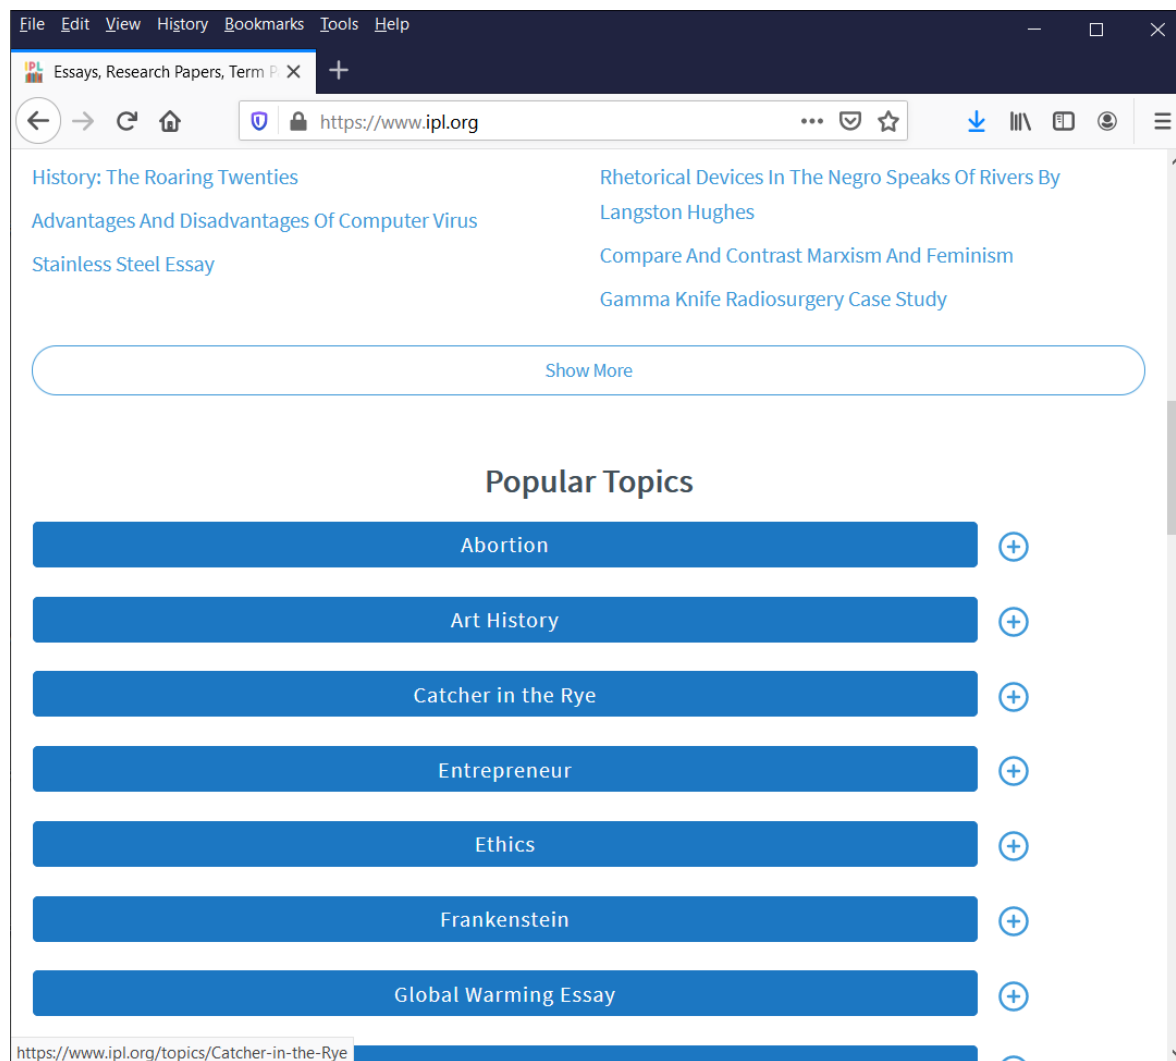 File Edit View History Bookmarks Tools Help
IPL Essays, Research Papers, Term P
https://www.ipl.org
History: The Roaring Twenties
Advantages And Disadvantages Of Computer Virus
Stainless Steel Essay
Rhetorical Devices In The Negro Speaks Of Rivers By
Langston Hughes
Compare And Contrast Marxism And Feminism
Gamma Knife Radiosurgery Case Study
Show More
Popular Topics
Abortion
Art History
Catcher in the Rye
Entrepreneur
Ethics
Frankenstein
Global Warming Essay
https://www.ipl.org/topics/Catcher-in-the-Rye